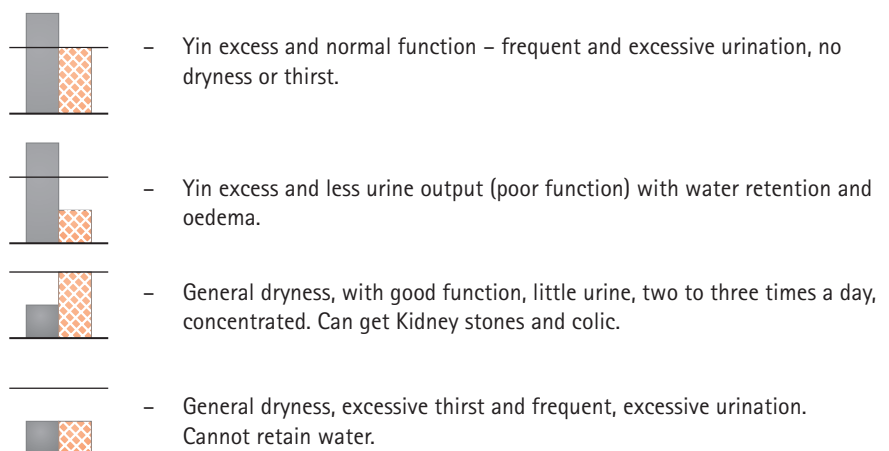 – Yin excess and normal function – frequent and excessive urination, no
dryness or thirst.
– Yin excess and less urine output (poor function) with water retention and
oedema.
– General dryness, with good function, little urine, two to three times a day,
concentrated. Can get Kidney stones and colic.
– General dryness, excessive thirst and frequent, excessive urination.
Cannot retain water.